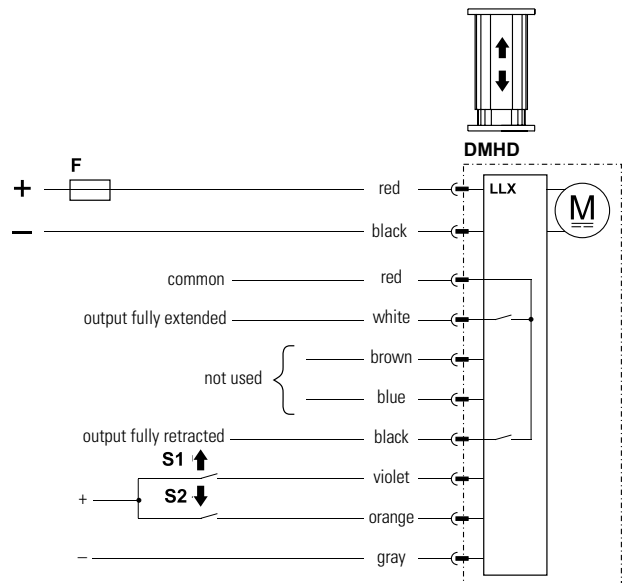 DMHD
F
+ red LLX
M
− black
common red
output fully extended white
brown
not used
blue
output fully retracted black
S1 violet
+ S2
orange
− gray